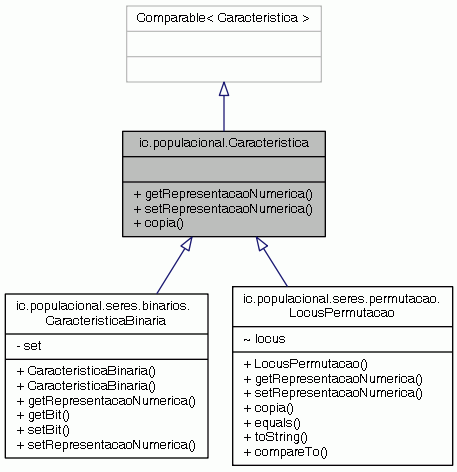 Comparable< Caracteristica >
ic.populacional.Caracteristica
+ getRepresentacaoNumerica()
+ setRepresentacaoNumerica()
+ copia()
ic.populacional.seres.binarios.
CaracteristicaBinaria
- set
+ CaracteristicaBinaria()
+ CaracteristicaBinaria()
+ getRepresentacaoNumerica()
+ getBit()
+ setBit()
+ setRepresentacaoNumerica()
ic.populacional.seres.permutacao.
LocusPermutacao
~ locus
+ LocusPermutacao()
+ getRepresentacaoNumerica()
+ setRepresentacaoNumerica()
+ copia()
+ equals()
+ toString()
+ compareTo()